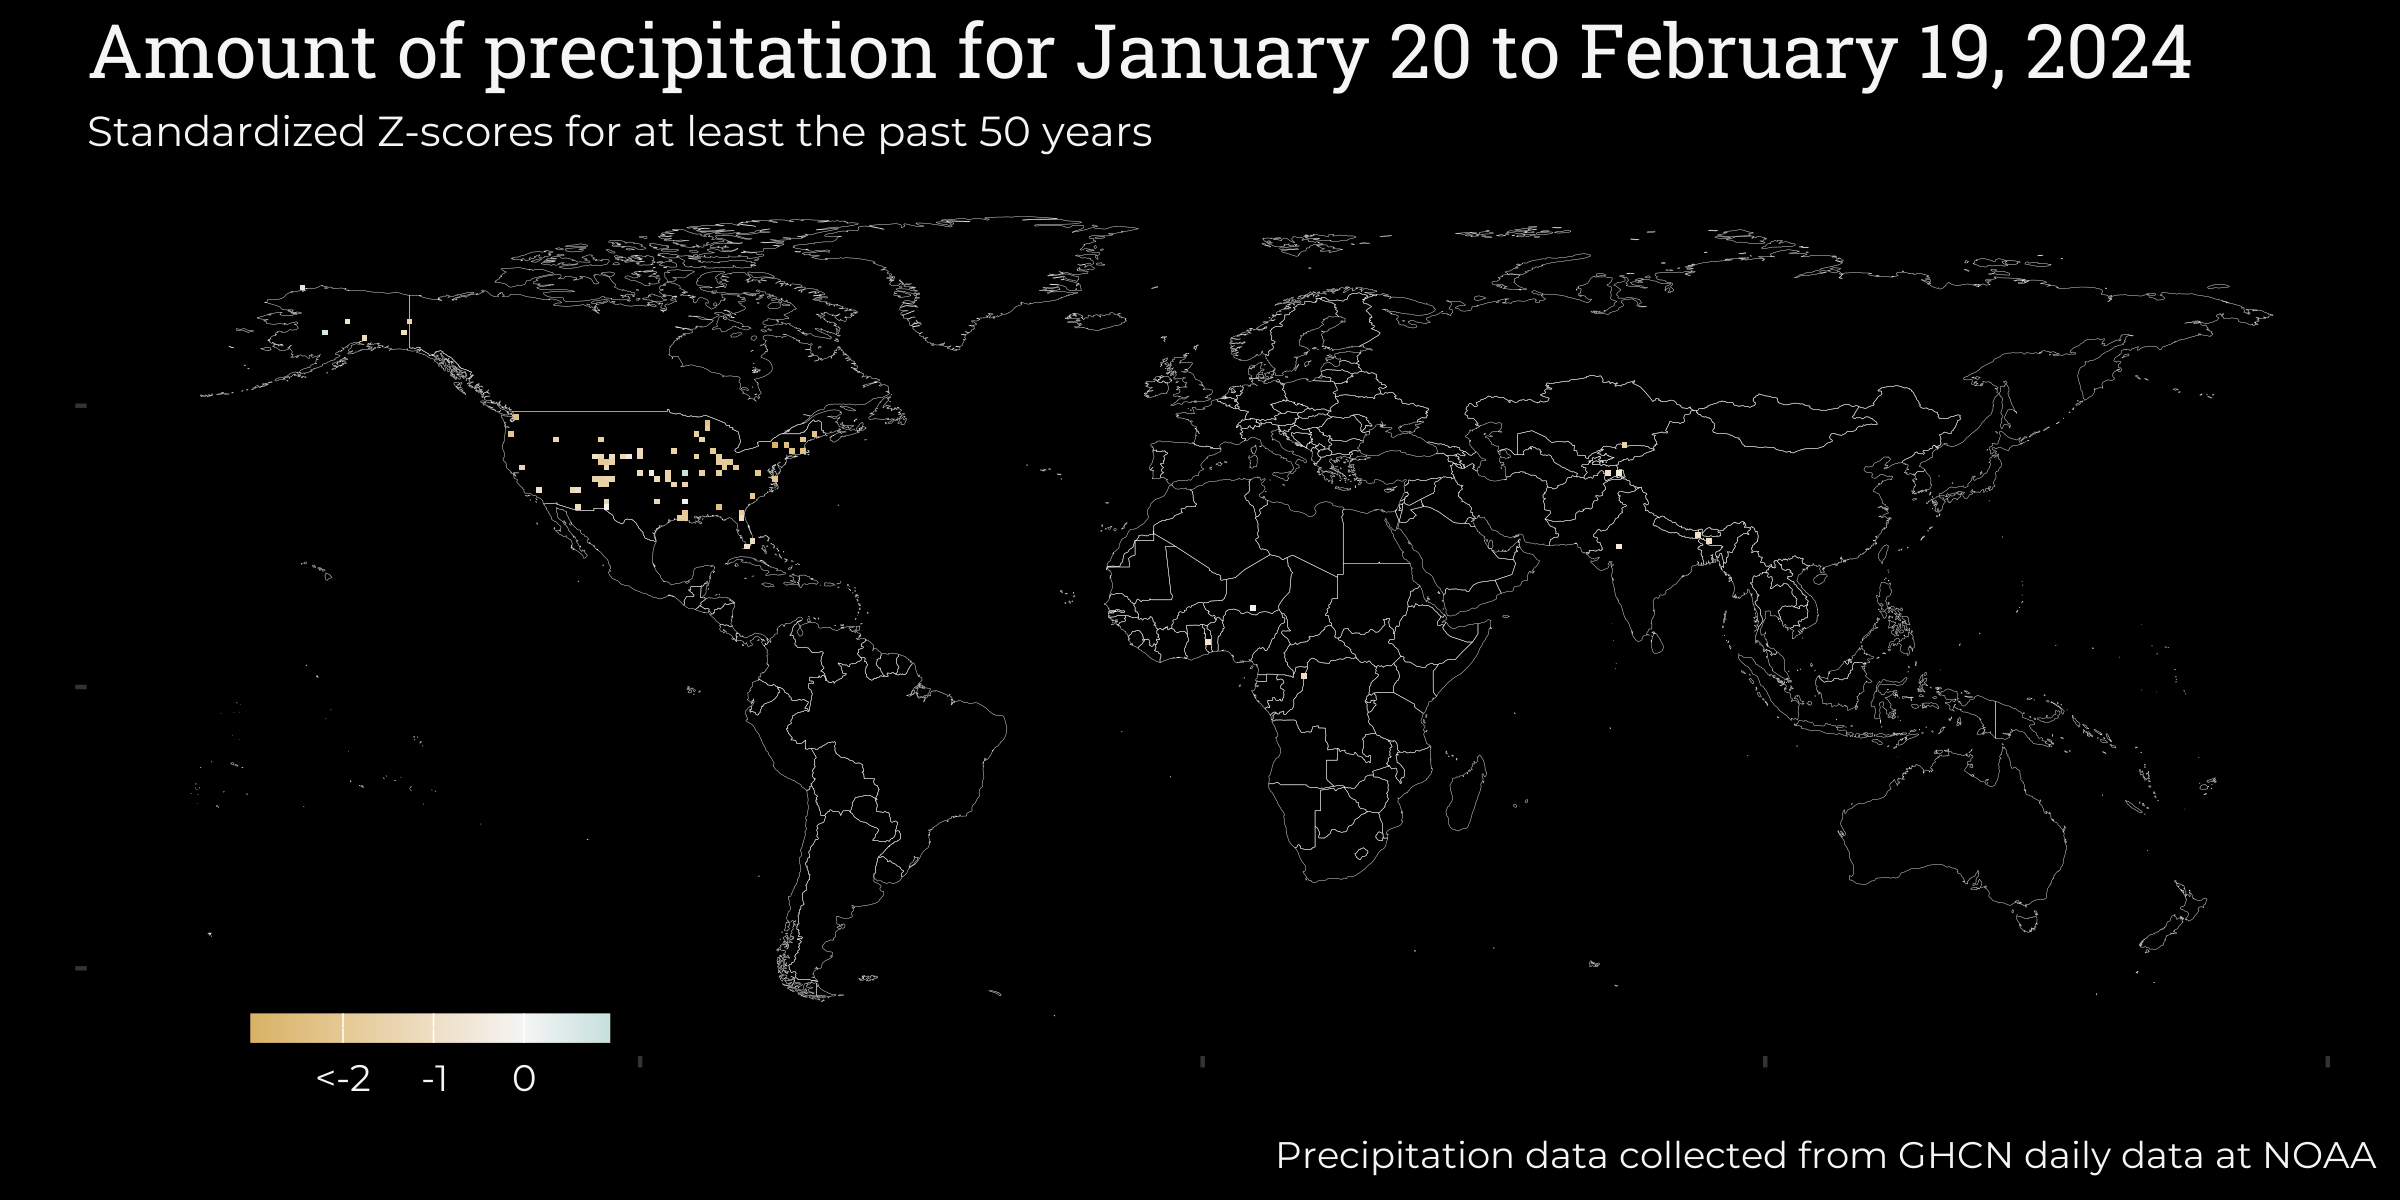 Amount of precipitation for January 20 to February 19, 2024
Standardized Z-scores for at least the past 50 years
<-2 -1 0
Precipitation data collected from GHCN daily data at NOAA